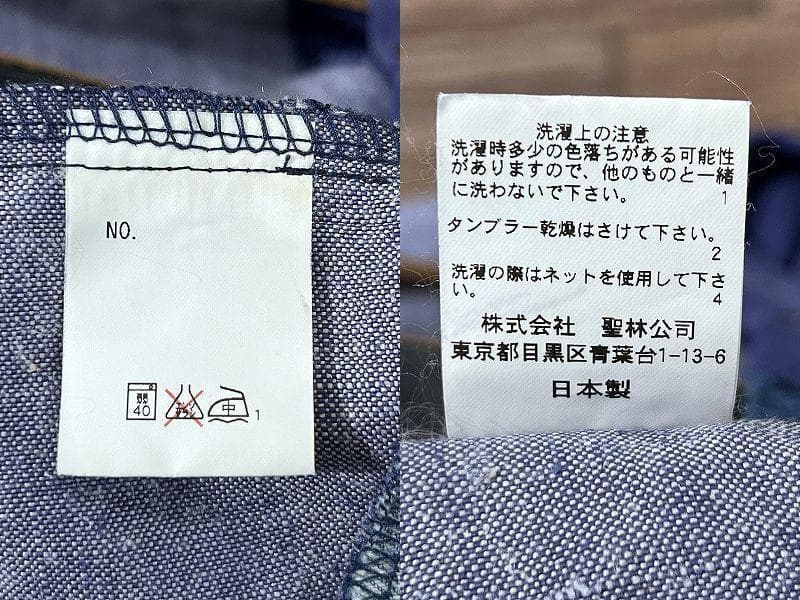 NO.
40
中
1
洗濯上の注意
洗濯時多少の色落ちがある可能性
がありますので、他のものと一緒
に洗わないで下さい。
1
タンブラー乾燥はさけて下さい。
2
洗濯の際はネットを使用して下さ
い。
4
株式会社 聖林公司
東京都目黒区青葉台1-13-6
日本製